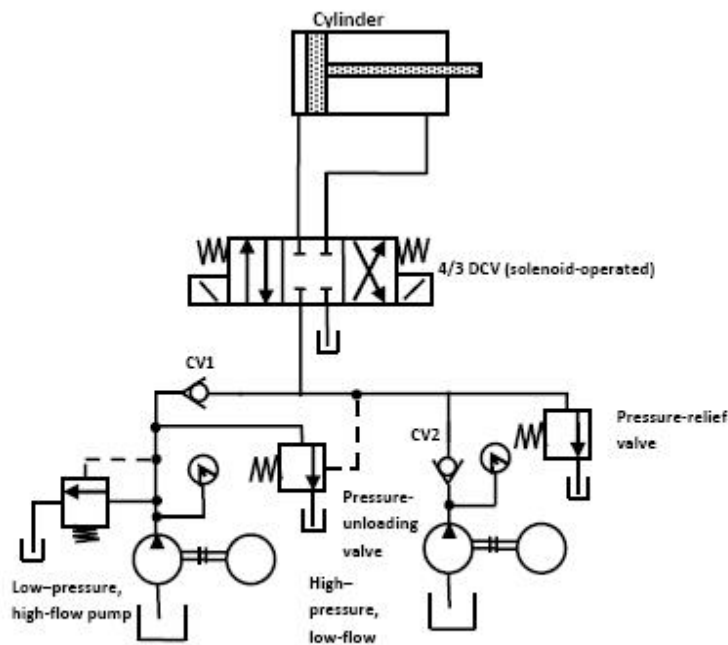 Cylinder
4/3 DCV (solenoid-operated)
CV1
CV2
Pressure-relief
valve
Pressure-
unloading
valve
Low–pressure,
high-flow pump
High–
pressure,
low-flow